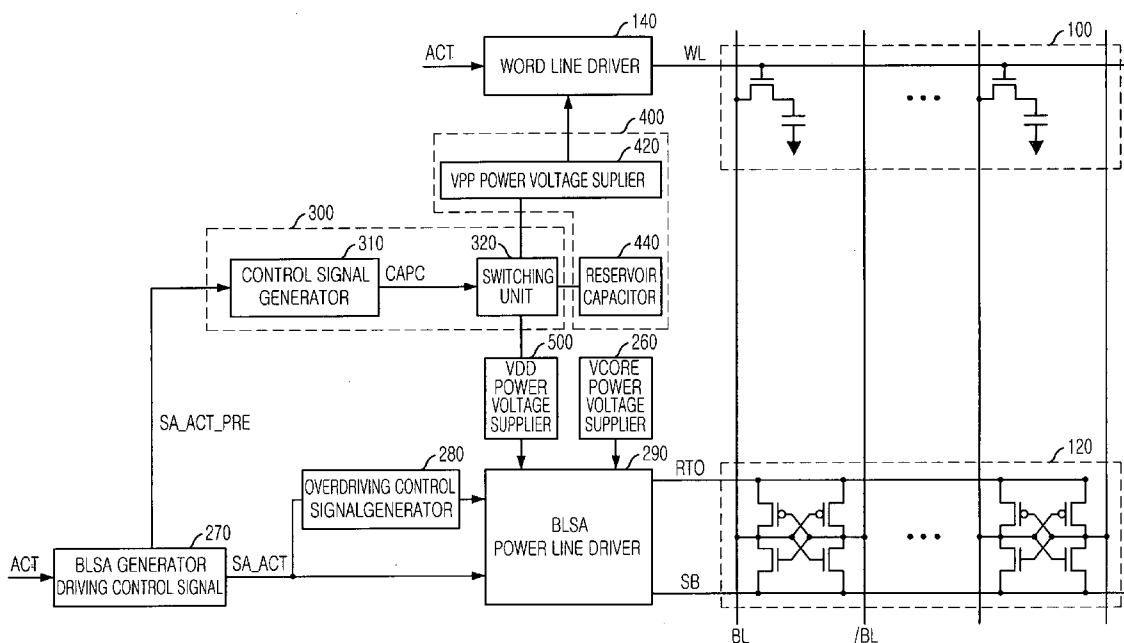 140
100
ACT
WORD LINE DRIVER
WL
400
420
VPP POWER VOLTAGE SUPLIER
300
310
320
440
CONTROL SIGNAL
GENERATOR
CAPC
SWITCHING
UNIT
RESERVOIR
CAPACITOR
500
260
VDD
POWER
VOLTAGE
SUPPLIER
VCORE
POWER
VOLTAGE
SUPPLIER
SA_ACT_PRE
280
290
RTO
120
OVERDRIVING CONTROL
SIGNALGENERATOR
BLSA
POWER LINE DRIVER
270
ACT
BLSA GENERATOR
DRIVING CONTROL SIGNAL
SA_ACT
SB
BL
/BL